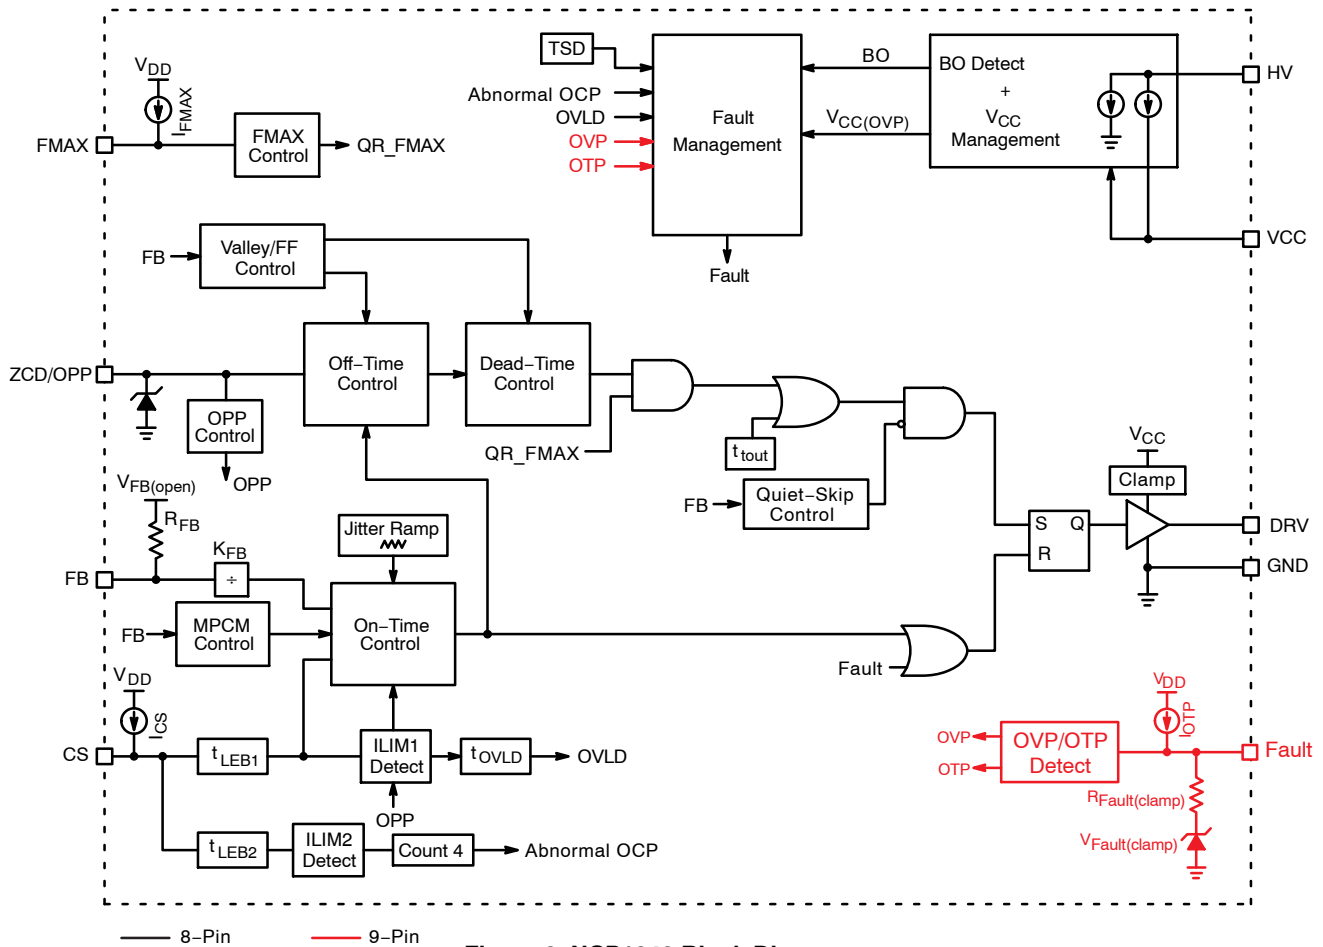 TSD
Abnormal OCP
OVLD
OVP
OTP
Fault
Management
Fault
BO
VCC(OVP)
BO Detect
+
VCC
Management
HV
VCC
VDD
IFMAX
FMAX
FMAX
Control
QR_FMAX
FB
Valley/FF
Control
ZCD/OPP
OPP
Control
OPP
Off−Time
Control
Dead−Time
Control
QR_FMAX
ttout
FB
Quiet−Skip
Control
VCC
Clamp
S
Q
R
DRV
GND
VFB(open)
RFB
KFB
FB
÷
Jitter Ramp
FB
MPCM
Control
On−Time
Control
Fault
VDD
ICS
CS
tLEB1
ILIM1
Detect
tOVLD
OVLD
OPP
tLEB2
ILIM2
Detect
Count 4
Abnormal OCP
VDD
IOTP
OVP
OTP
OVP/OTP
Detect
Fault
RFault(clamp)
VFault(clamp)
8−Pin
9−Pin